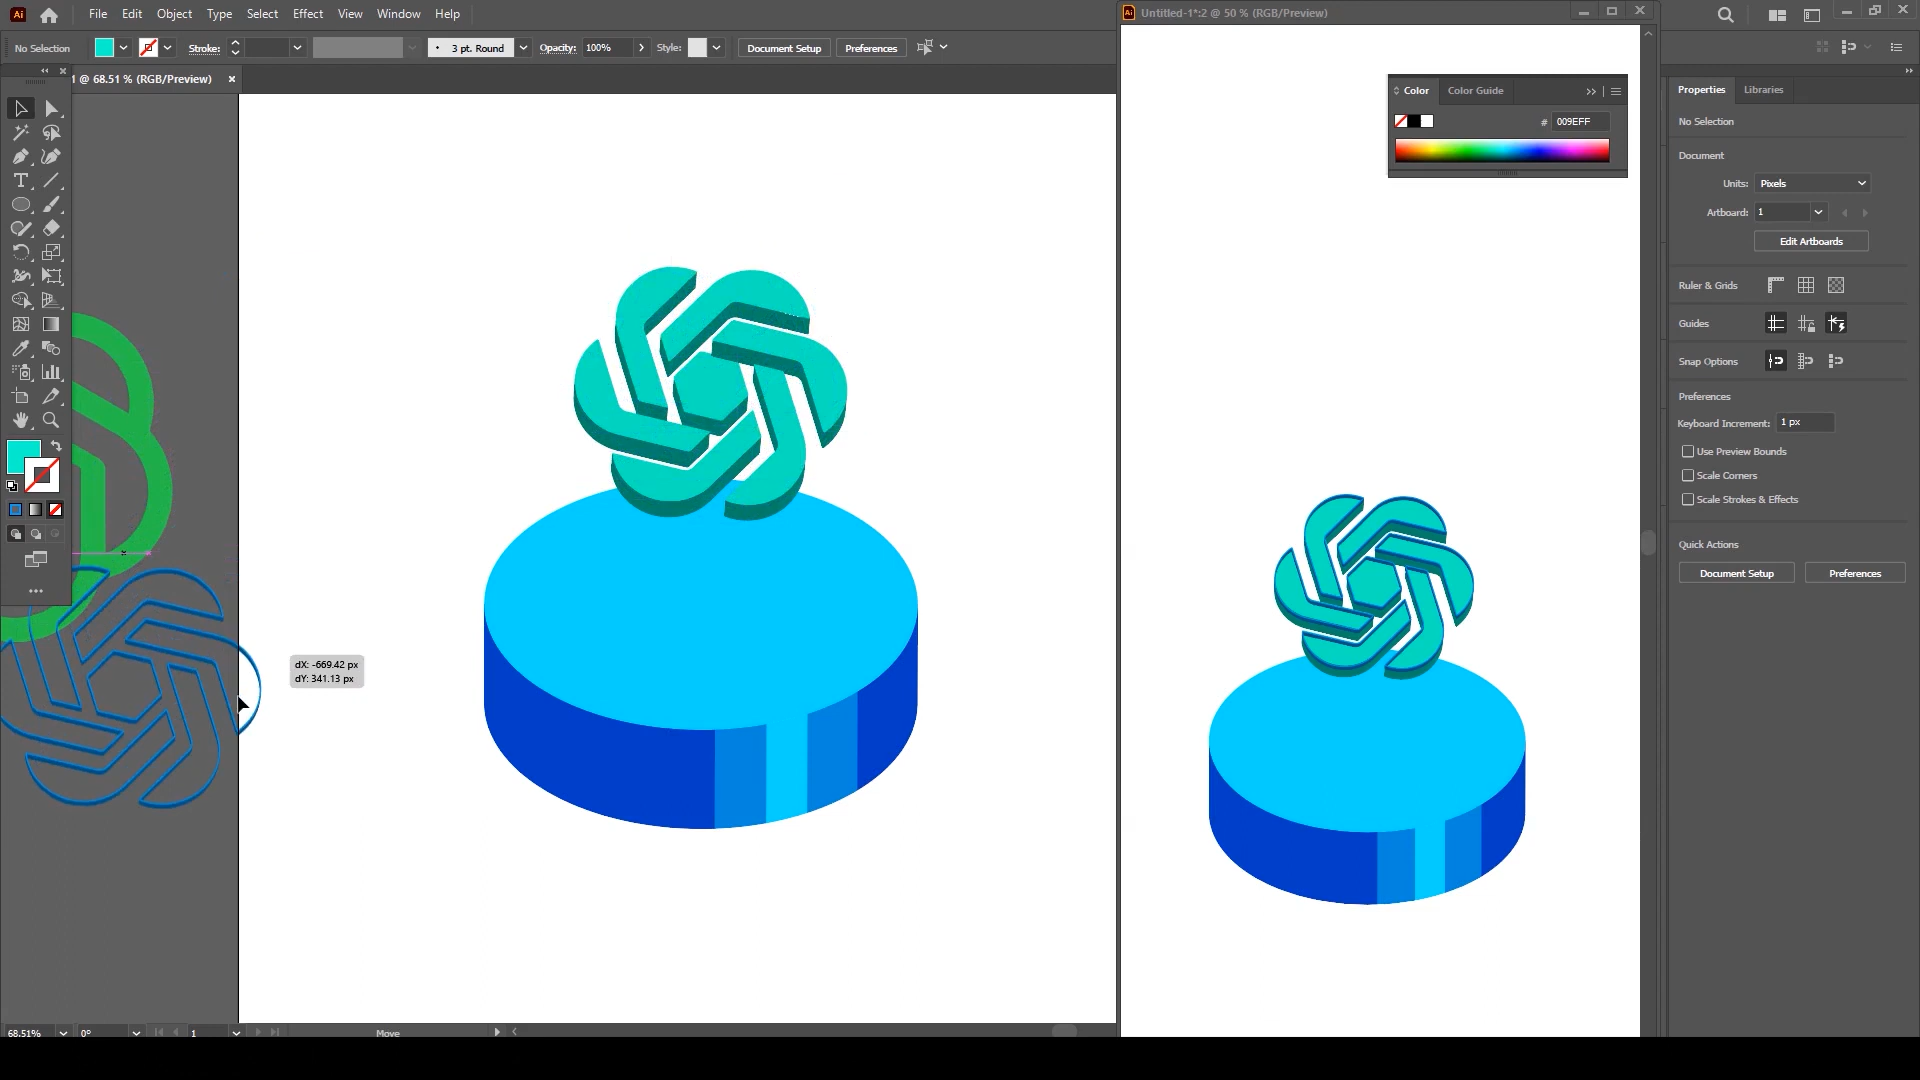 Ai File Edit Object Type Select Effect View Window Help
Ai Untitled-1*:2 @ 50 % (RGB/Preview)
No Selection Stroke: 3 pt. Round Opacity: 100% Style: Document Setup Preferences
1 @ 68.51 % (RGB/Preview)
Color Color Guide
# 009EFF
Properties Libraries
No Selection
Document
Units: Pixels
Artboard: 1
Edit Artboards
Ruler & Grids
Guides
Snap Options
Preferences
Keyboard Increment: 1 px
Use Preview Bounds
Scale Corners
Scale Strokes & Effects
Quick Actions
Document Setup Preferences
dX: -669.42 px
dY: 341.13 px
68.51% 0° 1 Move